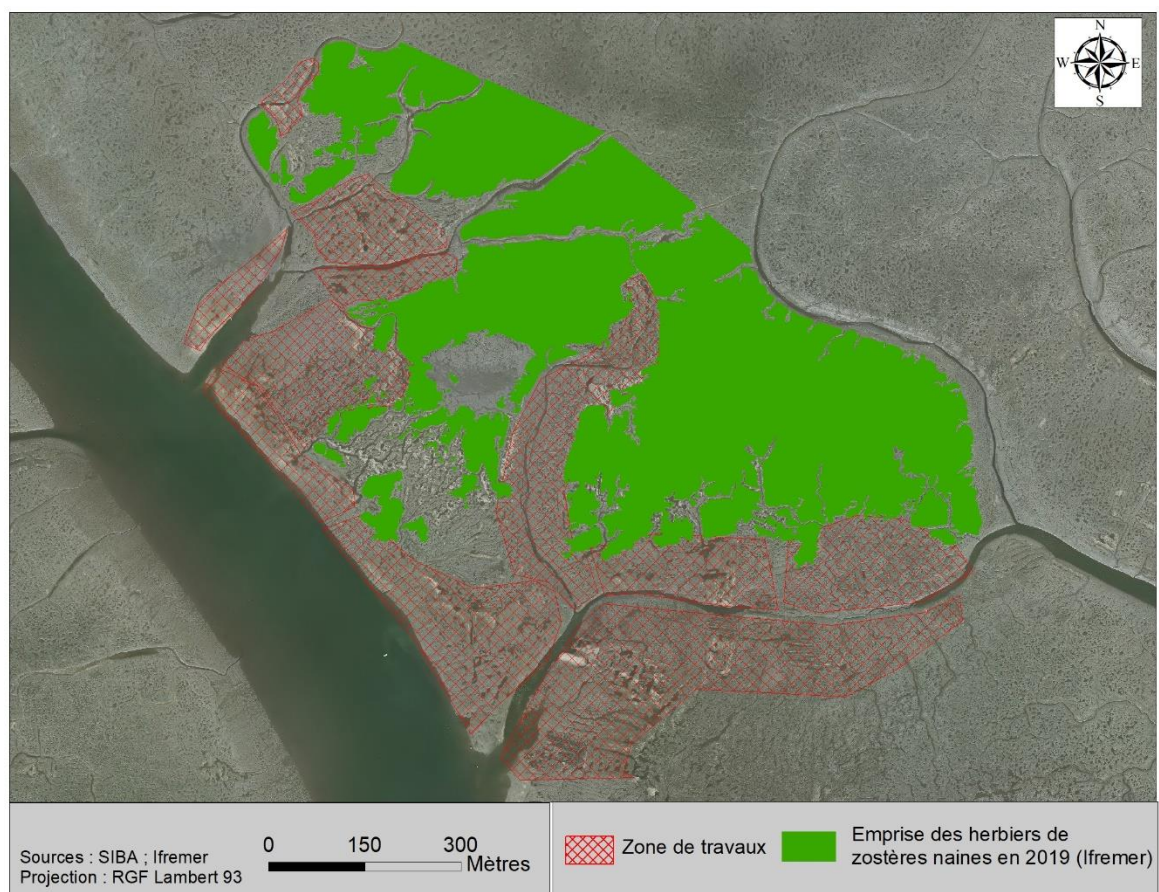 N
W E
S
Sources : SIBA ; Ifremer
Projection : RGF Lambert 93
0 150 300
Mètres
Zone de travaux
Emprise des herbiers de
zostères naines en 2019 (Ifremer)